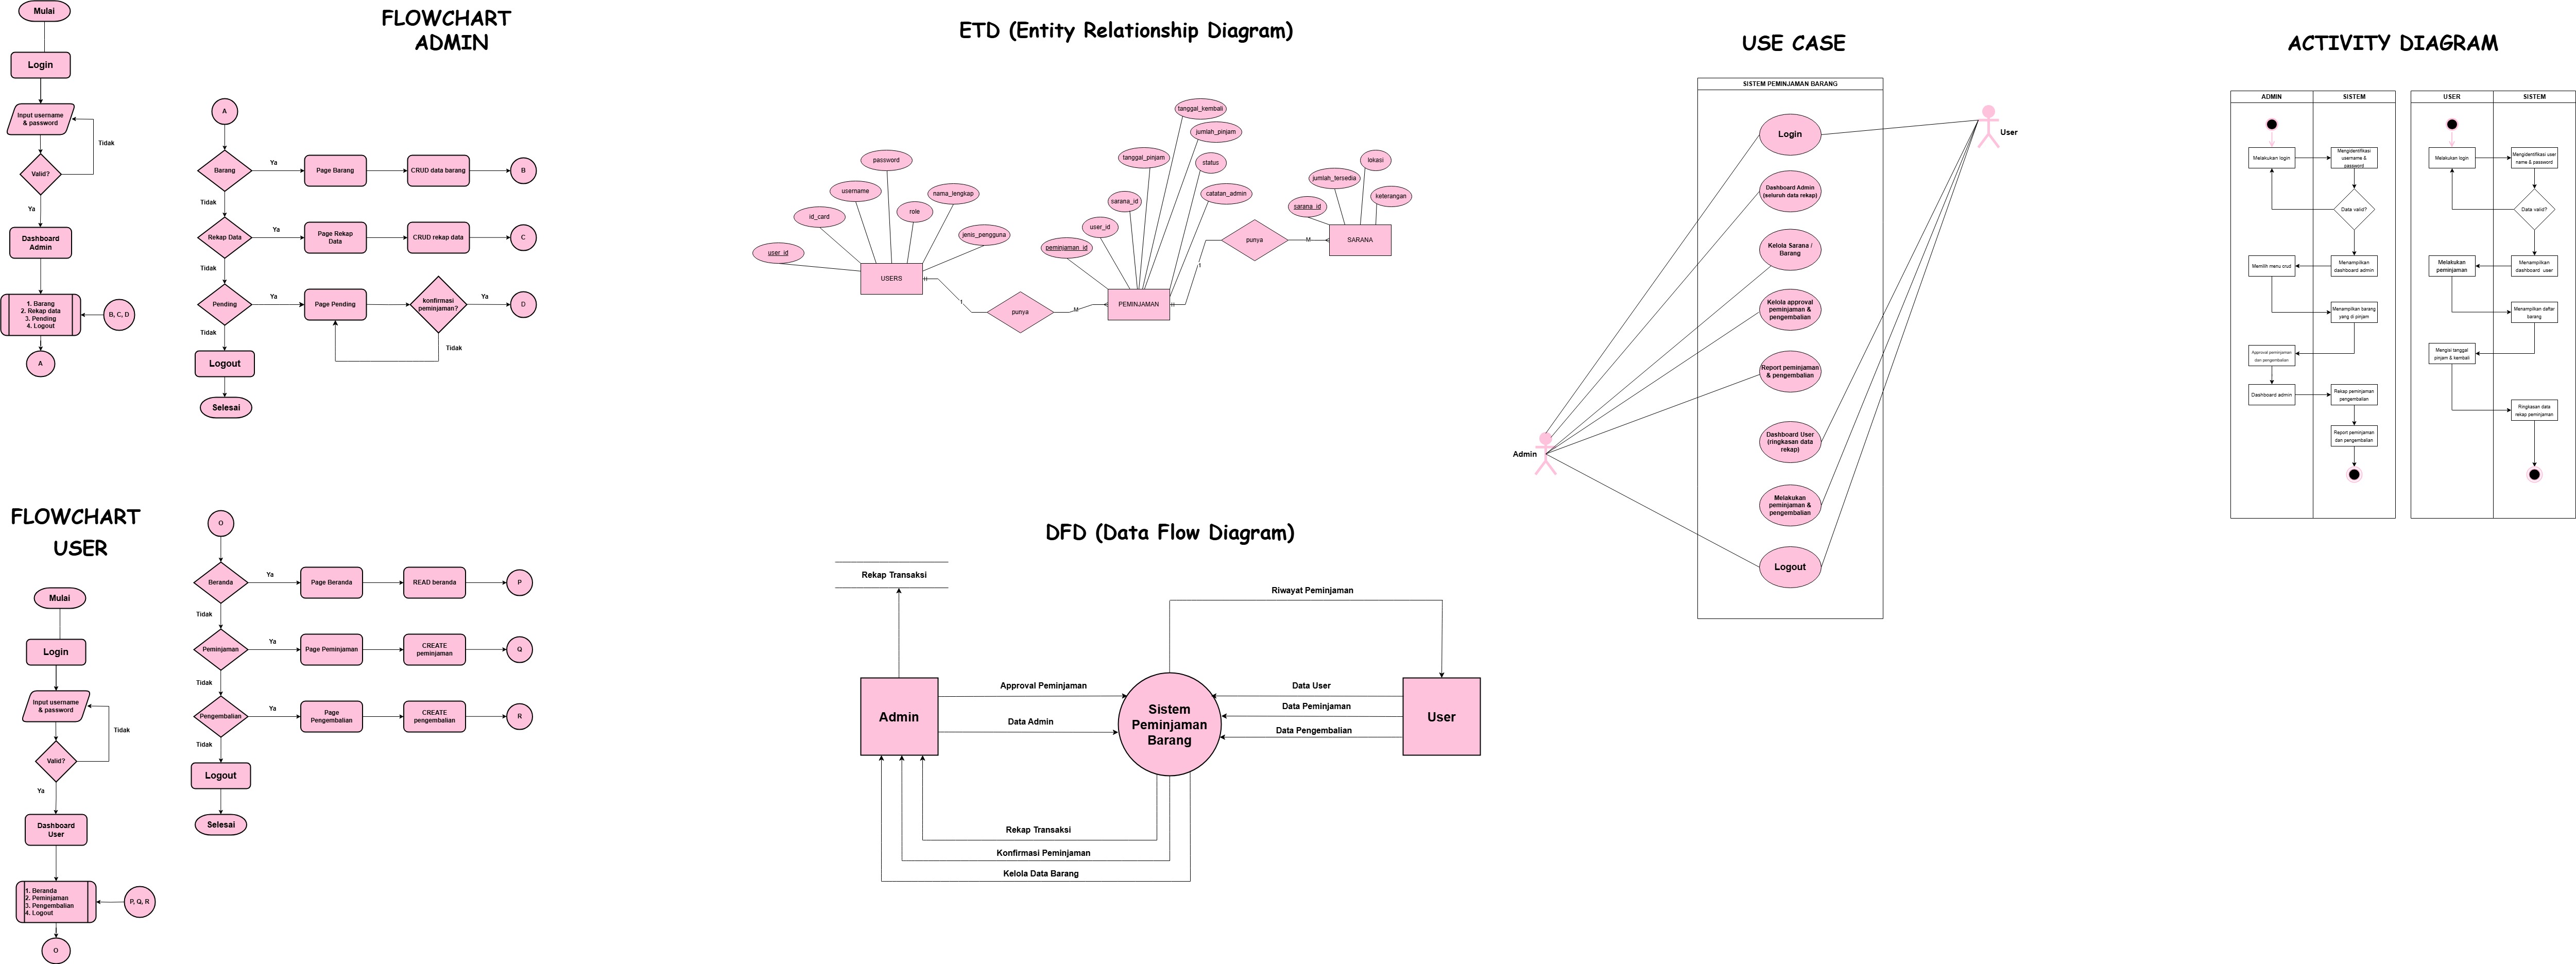 FLOWCHART
ADMIN
Mulai
Login
Input username
& password
Tidak
Valid?
Ya
Dashboard
Admin
1. Barang
2. Rekap data
3. Pending
4. Logout
B, C, D
A
A
Barang
Ya
Page Barang
CRUD data barang
B
Tidak
Rekap Data
Ya
Page Rekap
Data
CRUD rekap data
C
Tidak
Pending
Ya
Page Pending
konfirmasi
peminjaman?
Ya
D
Tidak
Tidak
Logout
Selesai
FLOWCHART
USER
Mulai
Login
Input username
& password
Tidak
Valid?
Ya
Dashboard
User
1. Beranda
2. Peminjaman
3. Pengembalian
4. Logout
P, Q, R
O
O
Beranda
Ya
Page Beranda
READ beranda
P
Tidak
Peminjaman
Ya
Page Peminjaman
CREATE
peminjaman
Q
Tidak
Pengembalian
Ya
Page
Pengembalian
CREATE
pengembalian
R
Tidak
Logout
Selesai
ETD (Entity Relationship Diagram)
user_id
id_card
username
password
role
nama_lengkap
jenis_pengguna
USERS
1
punya
M
peminjaman_id
user_id
sarana_id
tanggal_pinjam
tanggal_kembali
jumlah_pinjam
status
catatan_admin
PEMINJAMAN
1
punya
M
sarana_id
jumlah_tersedia
lokasi
keterangan
SARANA
DFD (Data Flow Diagram)
Rekap Transaksi
Riwayat Peminjaman
Admin
Approval Peminjaman
Data Admin
Sistem
Peminjaman
Barang
Data User
Data Peminjaman
Data Pengembalian
User
Rekap Transaksi
Konfirmasi Peminjaman
Kelola Data Barang
USE CASE
SISTEM PEMINJAMAN BARANG
Login
Dashboard Admin
(seluruh data rekap)
Kelola Sarana /
Barang
Kelola approval
peminjaman &
pengembalian
Report peminjaman
& pengembalian
Dashboard User
(ringkasan data
rekap)
Melakukan
peminjaman &
pengembalian
Logout
User
Admin
ACTIVITY DIAGRAM
ADMIN
SISTEM
Melakukan login
Mengidentifikasi
username &
password
Data valid?
Memilih menu crud
Menampilkan
dashboard admin
Menampilkan barang
yang di pinjam
Approval peminjaman
dan pengembalian
Dashboard admin
Rekap peminjaman
pengembalian
Report peminjaman
dan pengembalian
USER
SISTEM
Melakukan login
Mengidentifikasi user
name & password
Data valid?
Melakukan
peminjaman
Menampilkan
dashboard user
Menampilkan daftar
barang
Mengisi tanggal
pinjam & kembali
Ringkasan data
rekap peminjaman